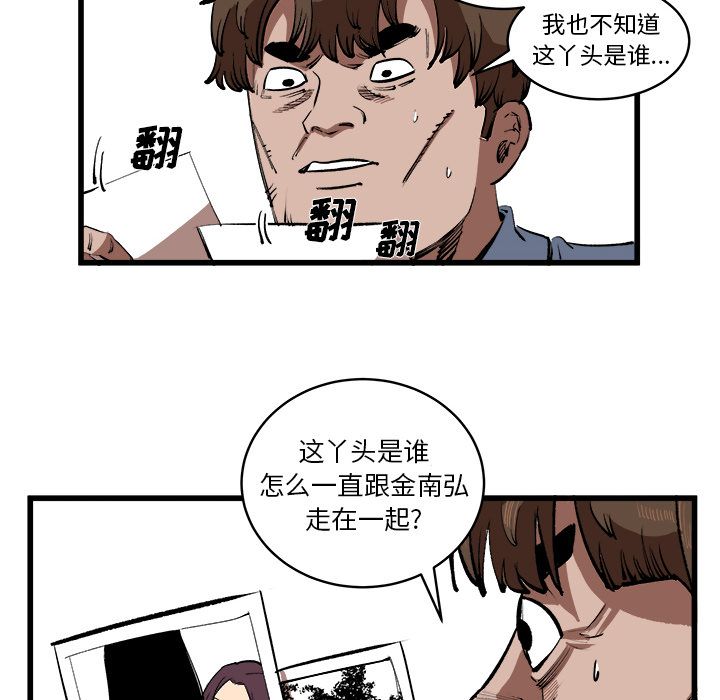 我也不知道
这丫头是谁…
翻
翻
翻
这丫头是谁
怎么一直跟金南弘
走在一起?